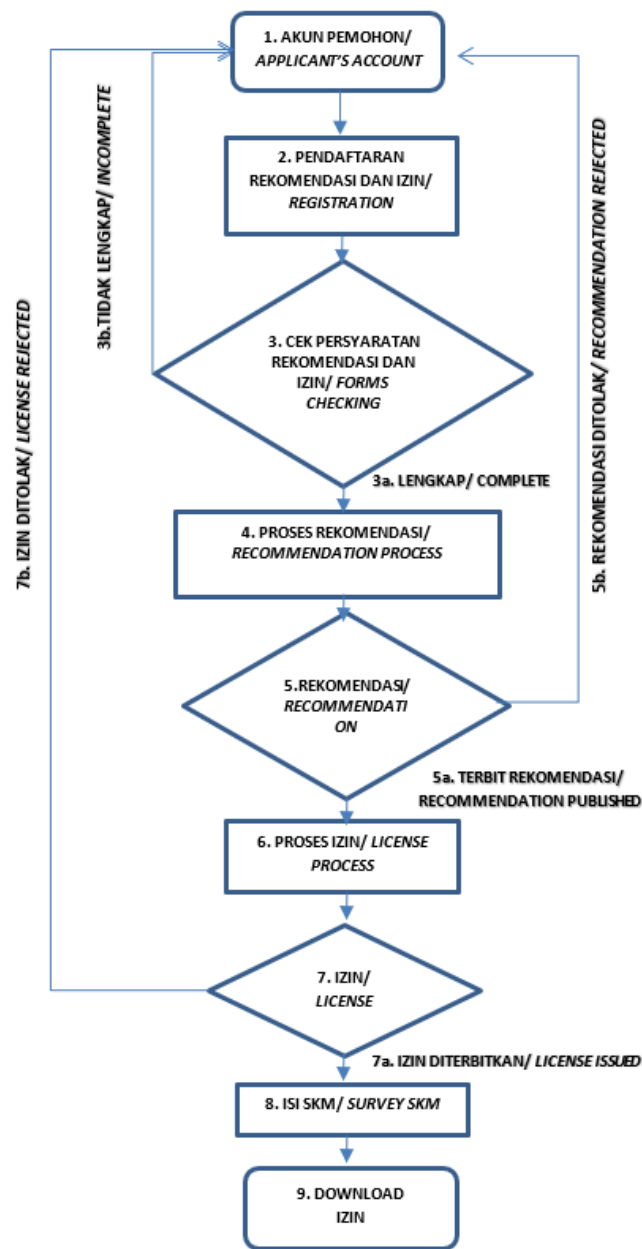 1. AKUN PEMOHON/
APPLICANT'S ACCOUNT
2. PENDAFTARAN
REKOMENDASI DAN IZIN/
REGISTRATION
3b.TIDAK LENGKAP/ INCOMPLETE
3. CEK PERSYARATAN
REKOMENDASI DAN
IZIN/ FORMS
CHECKING
3a. LENGKAP/ COMPLETE
7b. IZIN DITOLAK/ LICENSE REJECTED
5b. REKOMENDASI DITOLAK/ RECOMMENDATION REJECTED
4. PROSES REKOMENDASI/
RECOMMENDATION PROCESS
5.REKOMENDASI/
RECOMMENDATI
ON
5a. TERBIT REKOMENDASI/
RECOMMENDATION PUBLISHED
6. PROSES IZIN/ LICENSE
PROCESS
7. IZIN/
LICENSE
7a. IZIN DITERBITKAN/ LICENSE ISSUED
8. ISI SKM/ SURVEY SKM
9. DOWNLOAD
IZIN